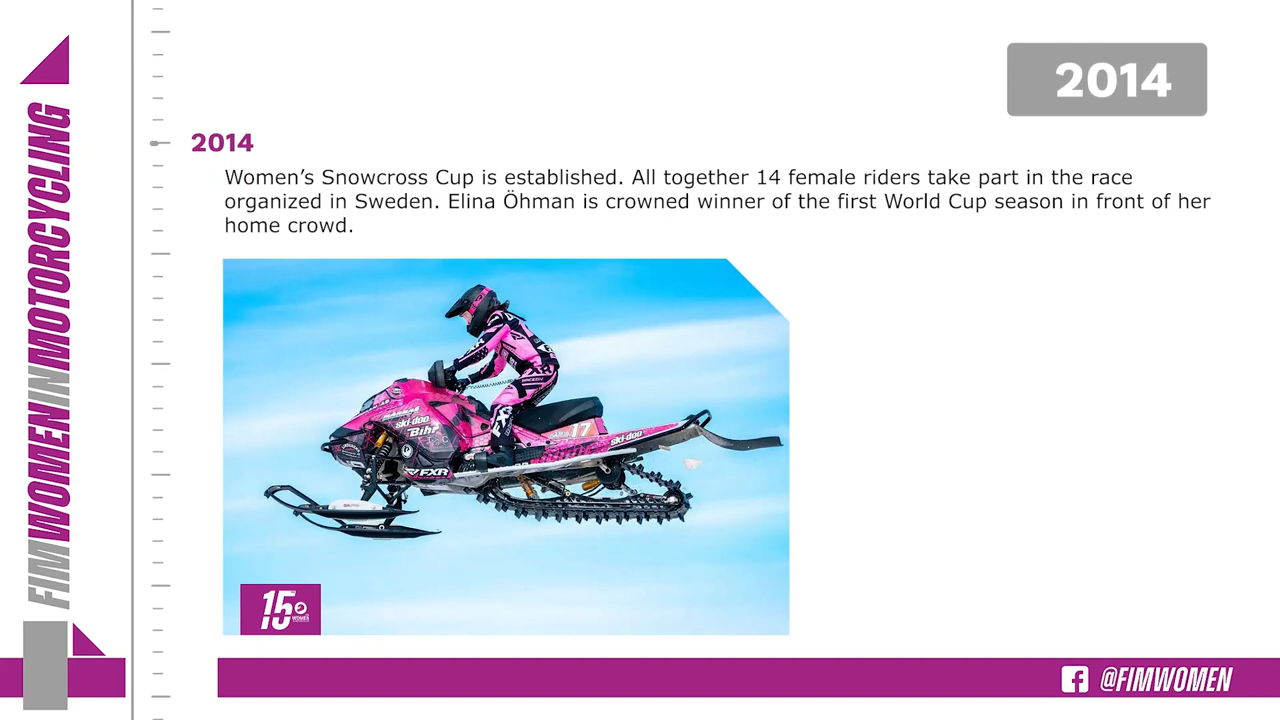 2014
2014
Women’s Snowcross Cup is established. All together 14 female riders take part in the race
organized in Sweden. Elina Öhman is crowned winner of the first World Cup season in front of her
home crowd.
FIMWOMENINMOTORCYCLING
ski-doo
FXR
17
ski-doo
15
WOMEN
@FIMWOMEN